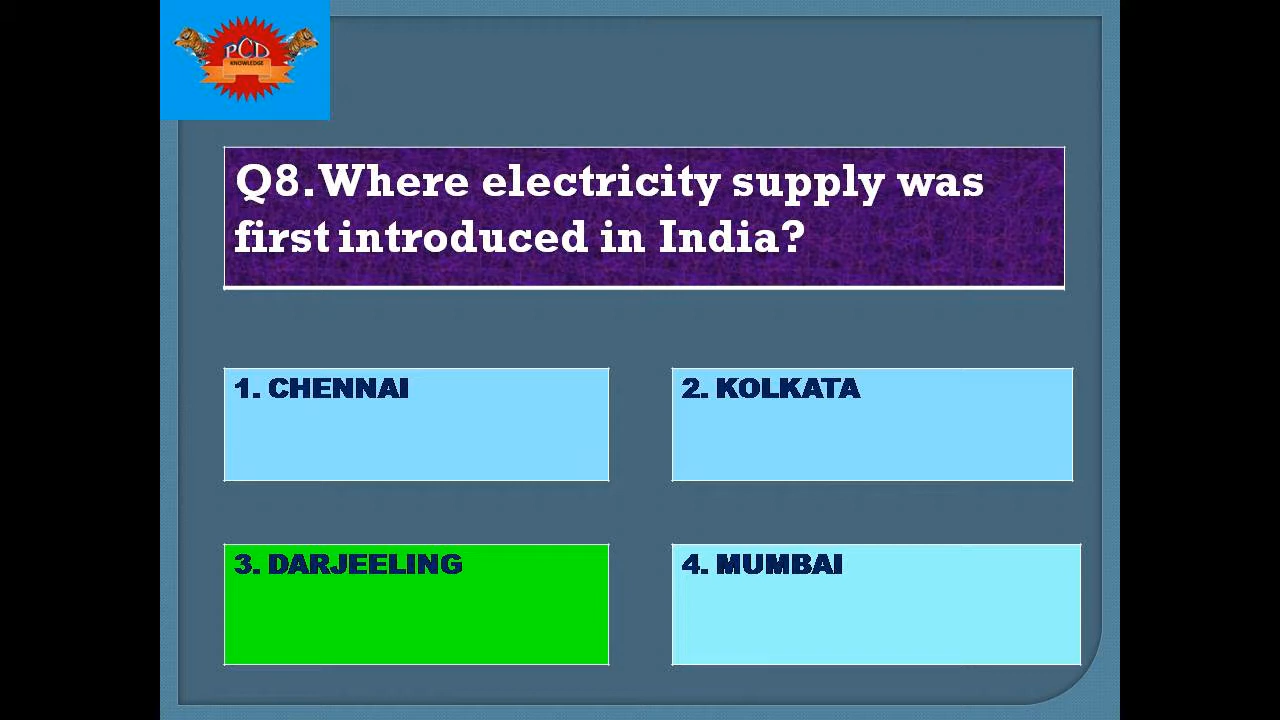 PCD
KNOWLEDGE
Q8.Where electricity supply was
first introduced in India?
1. CHENNAI
2. KOLKATA
3. DARJEELING
4. MUMBAI